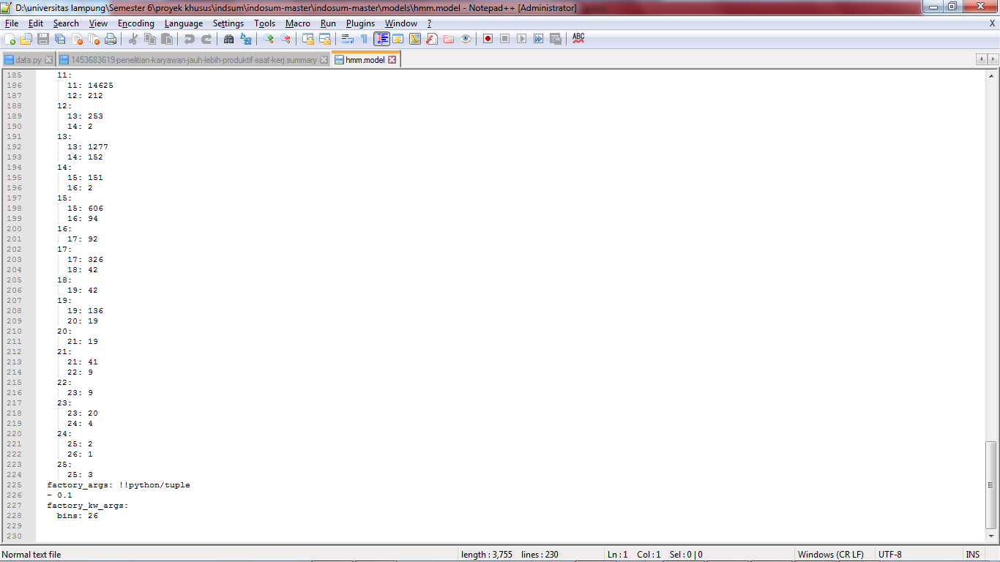 D:\universitas lampung\Semester 6\proyek khusus\indsum\indosum-master\indosum-master\models\hmm.model - Notepad++ [Administrator]
File Edit Search View Encoding Language Settings Tools Macro Run Plugins Window ? X
ABC
data.py 1453683619-penelitian-karyawan-jauh-lebih-produktif-saat-kerj.summary hmm.model
185 11:
186 11: 14625
187 12: 212
188 12:
189 13: 253
190 14: 2
191 13:
192 13: 1277
193 14: 152
194 14:
195 15: 151
196 16: 2
197 15:
198 15: 606
199 16: 94
200 16:
201 17: 92
202 17:
203 17: 326
204 18: 42
205 18:
206 19: 42
207 19:
208 19: 136
209 20: 19
210 20:
211 21: 19
212 21:
213 21: 41
214 22: 9
215 22:
216 23: 9
217 23:
218 23: 20
219 24: 4
220 24:
221 25: 2
222 26: 1
223 25:
224 25: 3
225 factory_args: !!python/tuple
226 - 0.1
227 factory_kw_args:
228 bins: 26
229
230
Normal text file length : 3,755 lines : 230 Ln : 1 Col : 1 Sel : 0 | 0 Windows (CR LF) UTF-8 INS